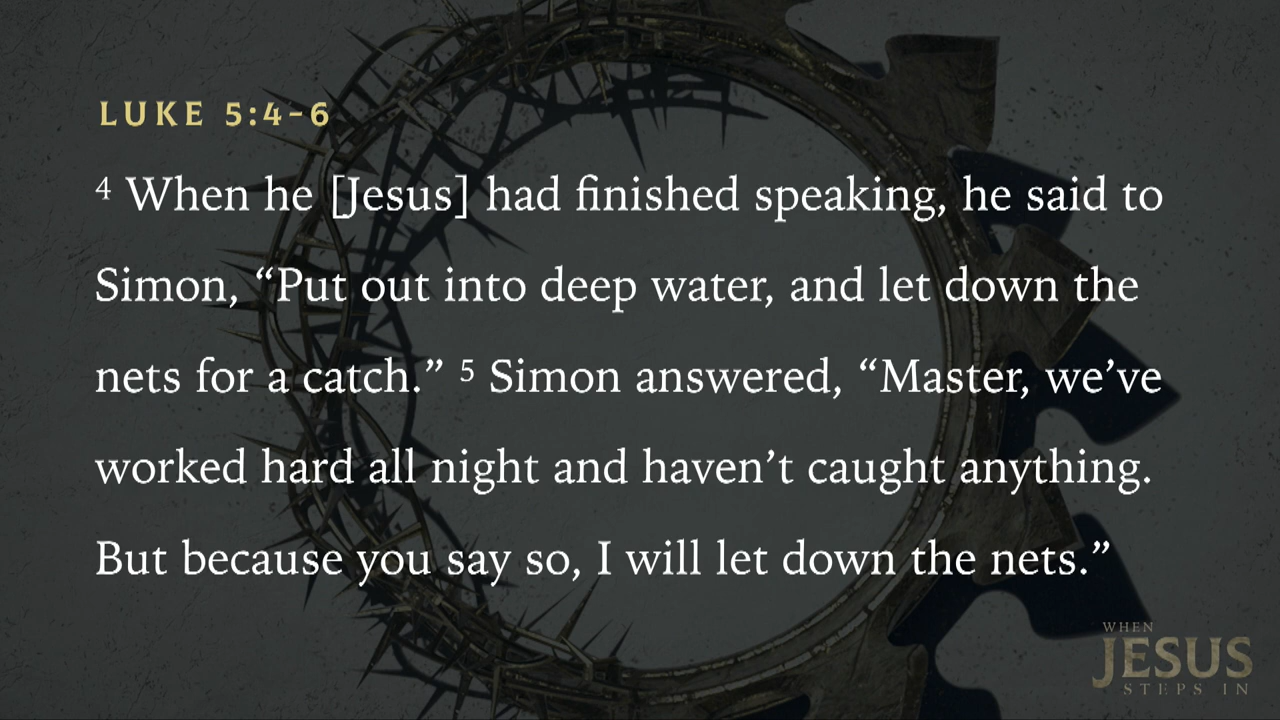 LUKE 5:4-6
⁴ When he [Jesus] had finished speaking, he said to
Simon, “Put out into deep water, and let down the
nets for a catch.” ⁵ Simon answered, “Master, we’ve
worked hard all night and haven’t caught anything.
But because you say so, I will let down the nets.”
WHEN
JESUS
STEPS IN